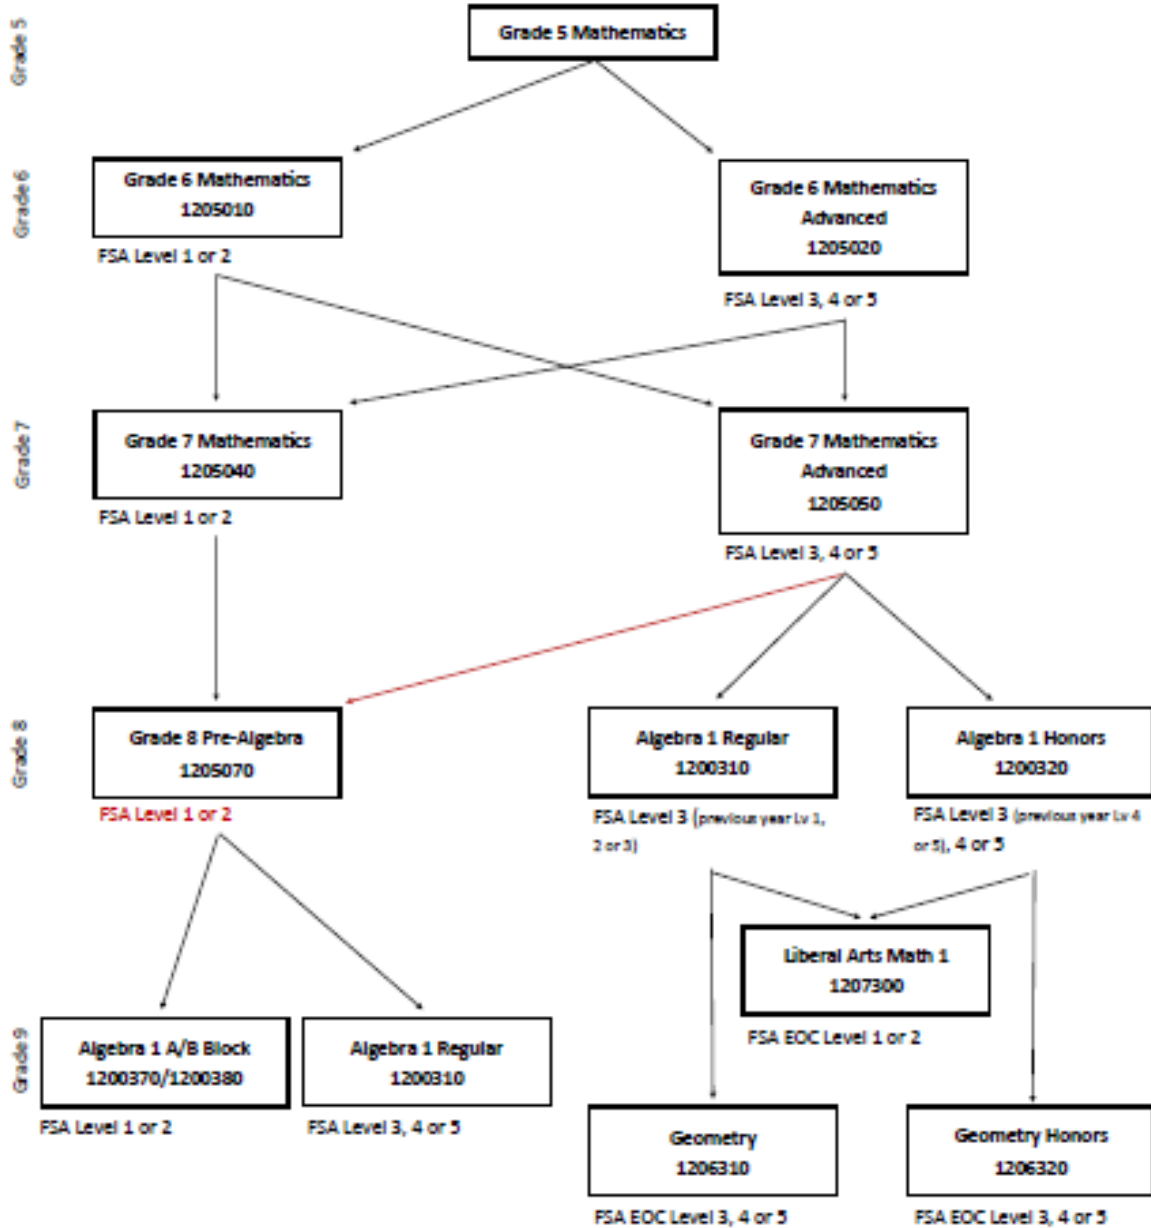 Grade 5
Grade 5 Mathematics
Grade 6
Grade 6 Mathematics
1205010
FSA Level 1 or 2
Grade 6 Mathematics
Advanced
1205020
FSA Level 3, 4 or 5
Grade 7
Grade 7 Mathematics
1205040
FSA Level 1 or 2
Grade 7 Mathematics
Advanced
1205050
FSA Level 3, 4 or 5
Grade 8
Grade 8 Pre-Algebra
1205070
FSA Level 1 or 2
Algebra 1 Regular
1200310
FSA Level 3 (previous year Lv 1,
2 or 3)
Algebra 1 Honors
1200320
FSA Level 3 (previous year Lv 4
or 5), 4 or 5
Liberal Arts Math 1
1207300
FSA EOC Level 1 or 2
Grade 9
Algebra 1 A/B Block
1200370/1200380
FSA Level 1 or 2
Algebra 1 Regular
1200310
FSA Level 3, 4 or 5
Geometry
1206310
FSA EOC Level 3, 4 or 5
Geometry Honors
1206320
FSA EOC Level 3, 4 or 5